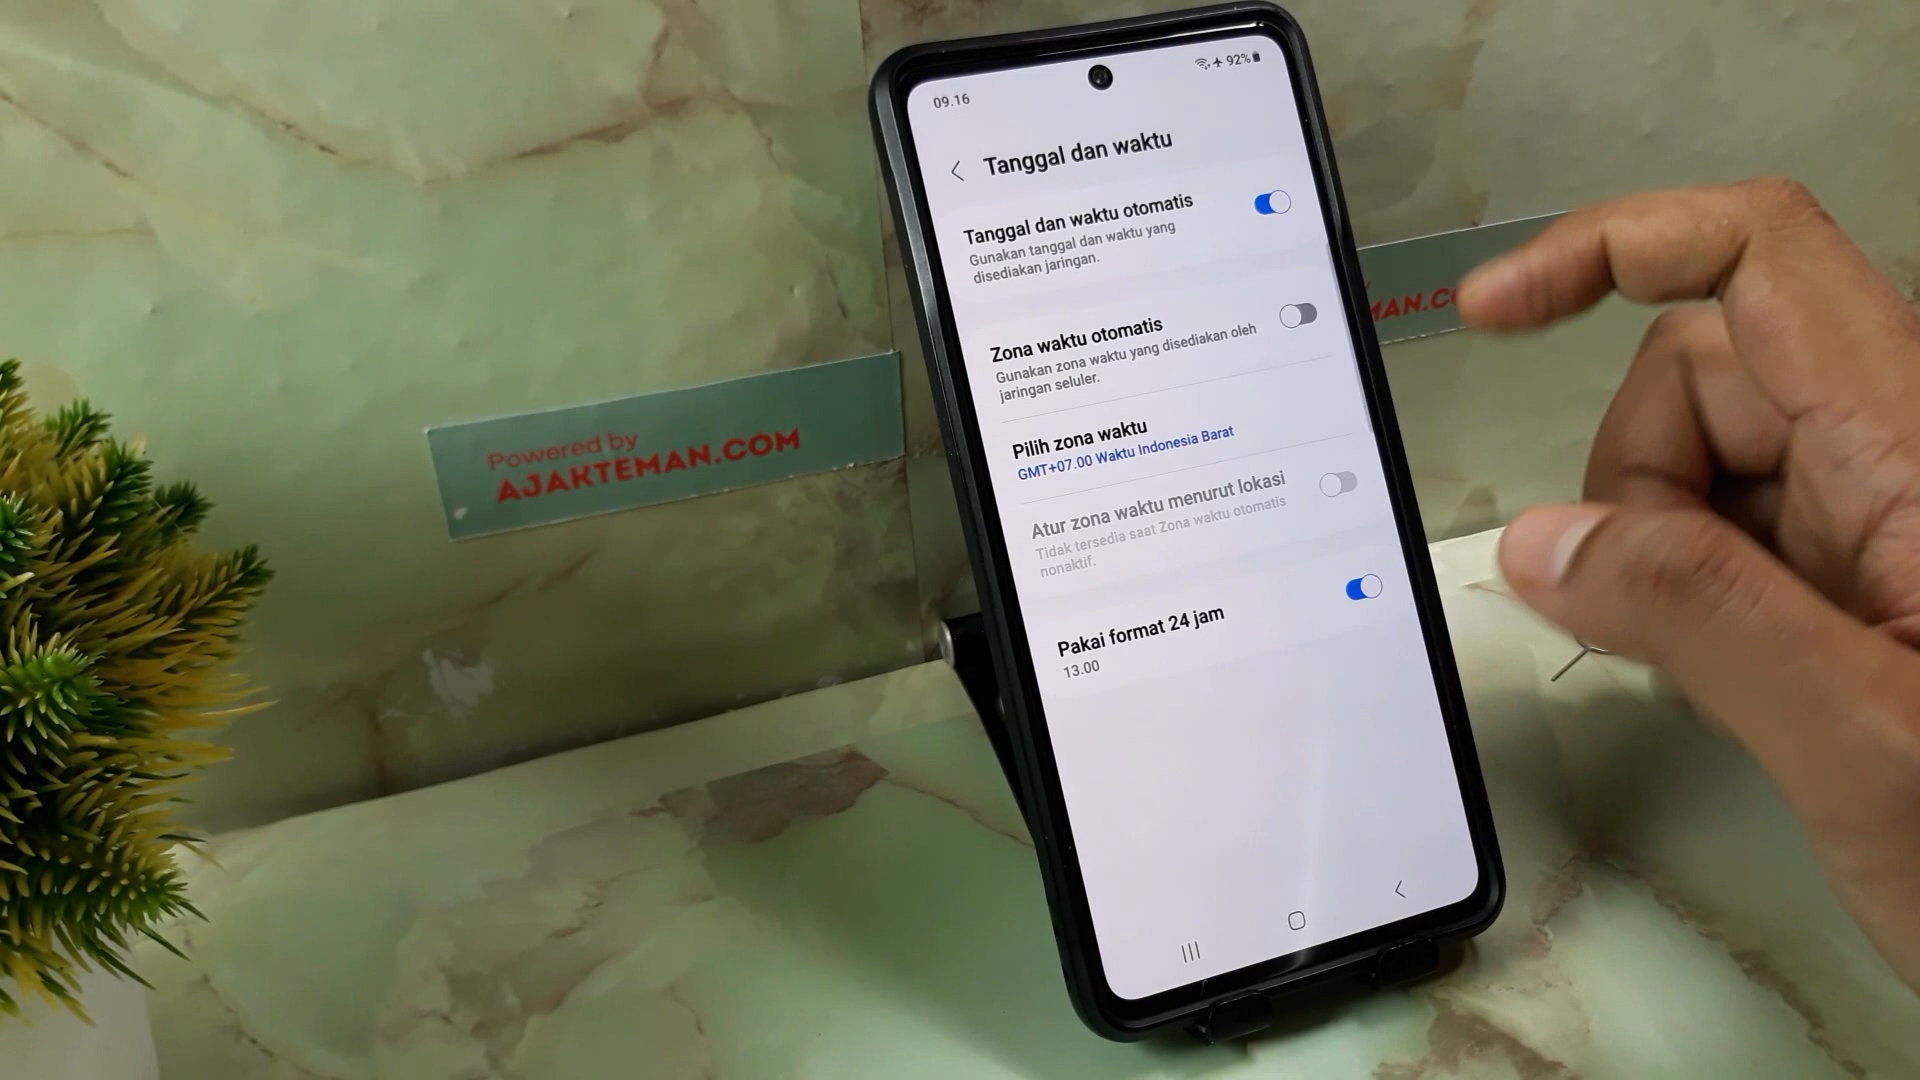 09.16
92%
Tanggal dan waktu
Tanggal dan waktu otomatis
Gunakan tanggal dan waktu yang
disediakan jaringan.
Zona waktu otomatis
Gunakan zona waktu yang disediakan oleh
jaringan seluler.
Pilih zona waktu
GMT+07.00 Waktu Indonesia Barat
Atur zona waktu menurut lokasi
Tidak tersedia saat Zona waktu otomatis
nonaktif.
Pakai format 24 jam
13.00
Powered by
AJAKTEMAN.COM